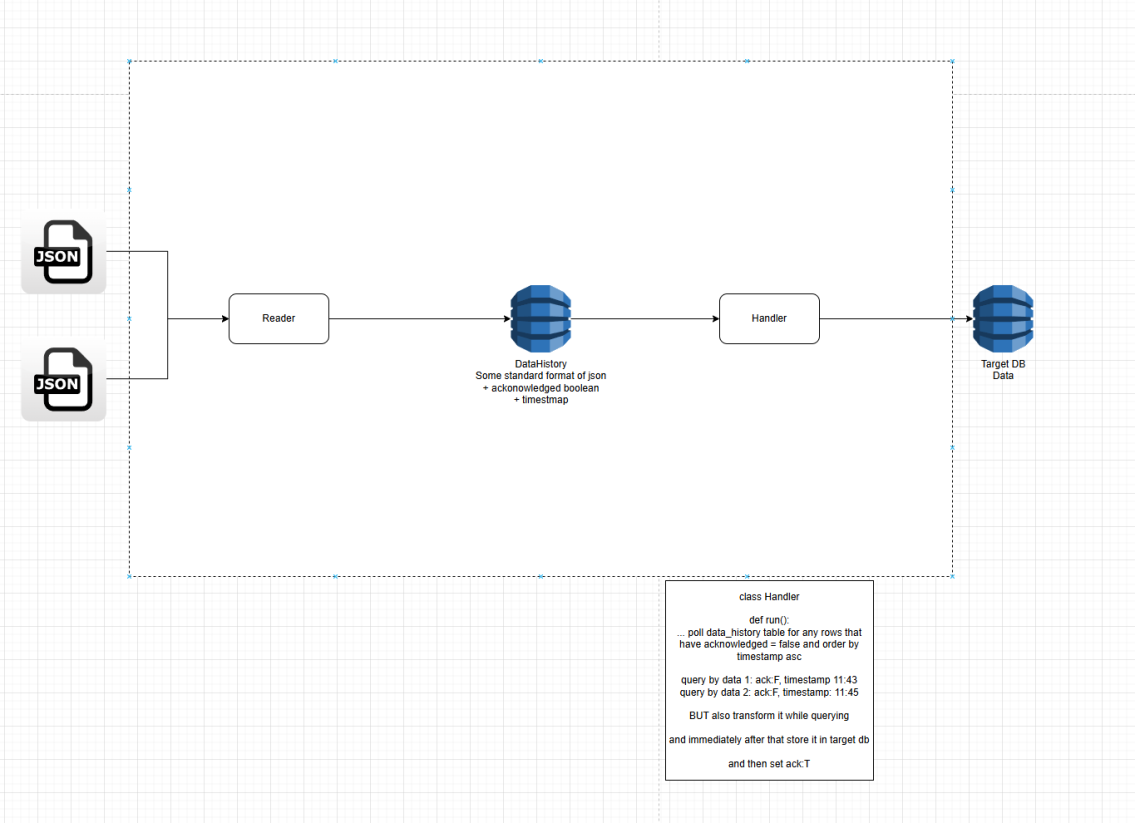 JSON
JSON
Reader
DataHistory
Some standard format of json
+ ackonowledged boolean
+ timestmap
Handler
Target DB
Data
class Handler
def run():
... poll data_history table for any rows that
have acknowledged = false and order by
timestamp asc
query by data 1: ack:F, timestamp 11:43
query by data 2: ack:F, timestamp: 11:45
BUT also transform it while querying
and immediately after that store it in target db
and then set ack:T